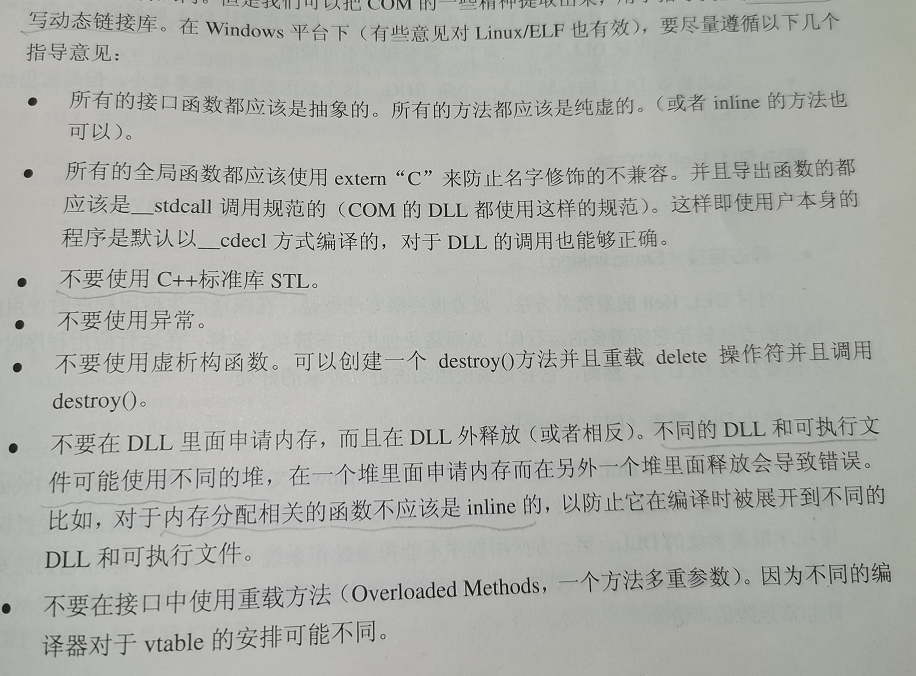 但是我们可以把 COM 的一些精神提取出来，
写动态链接库。在 Windows 平台下（有些意见对 Linux/ELF 也有效），要尽量遵循以下几个
指导意见：
● 所有的接口函数都应该是抽象的。所有的方法都应该是纯虚的。（或者 inline 的方法也
可以）。
● 所有的全局函数都应该使用 extern “C” 来防止名字修饰的不兼容。并且导出函数的都
应该是__stdcall 调用规范的（COM 的 DLL 都使用这样的规范）。这样即使用户本身的
程序是默认以__cdecl 方式编译的，对于 DLL 的调用也能够正确。
● 不要使用 C++标准库 STL。
● 不要使用异常。
● 不要使用虚析构函数。可以创建一个 destroy()方法并且重载 delete 操作符并且调用
destroy()。
● 不要在 DLL 里面申请内存，而且在 DLL 外释放（或者相反）。不同的 DLL 和可执行文
件可能使用不同的堆，在一个堆里面申请内存而在另外一个堆里面释放会导致错误。
比如，对于内存分配相关的函数不应该是 inline 的，以防止它在编译时被展开到不同的
DLL 和可执行文件。
● 不要在接口中使用重载方法（Overloaded Methods，一个方法多重参数）。因为不同的编
译器对于 vtable 的安排可能不同。